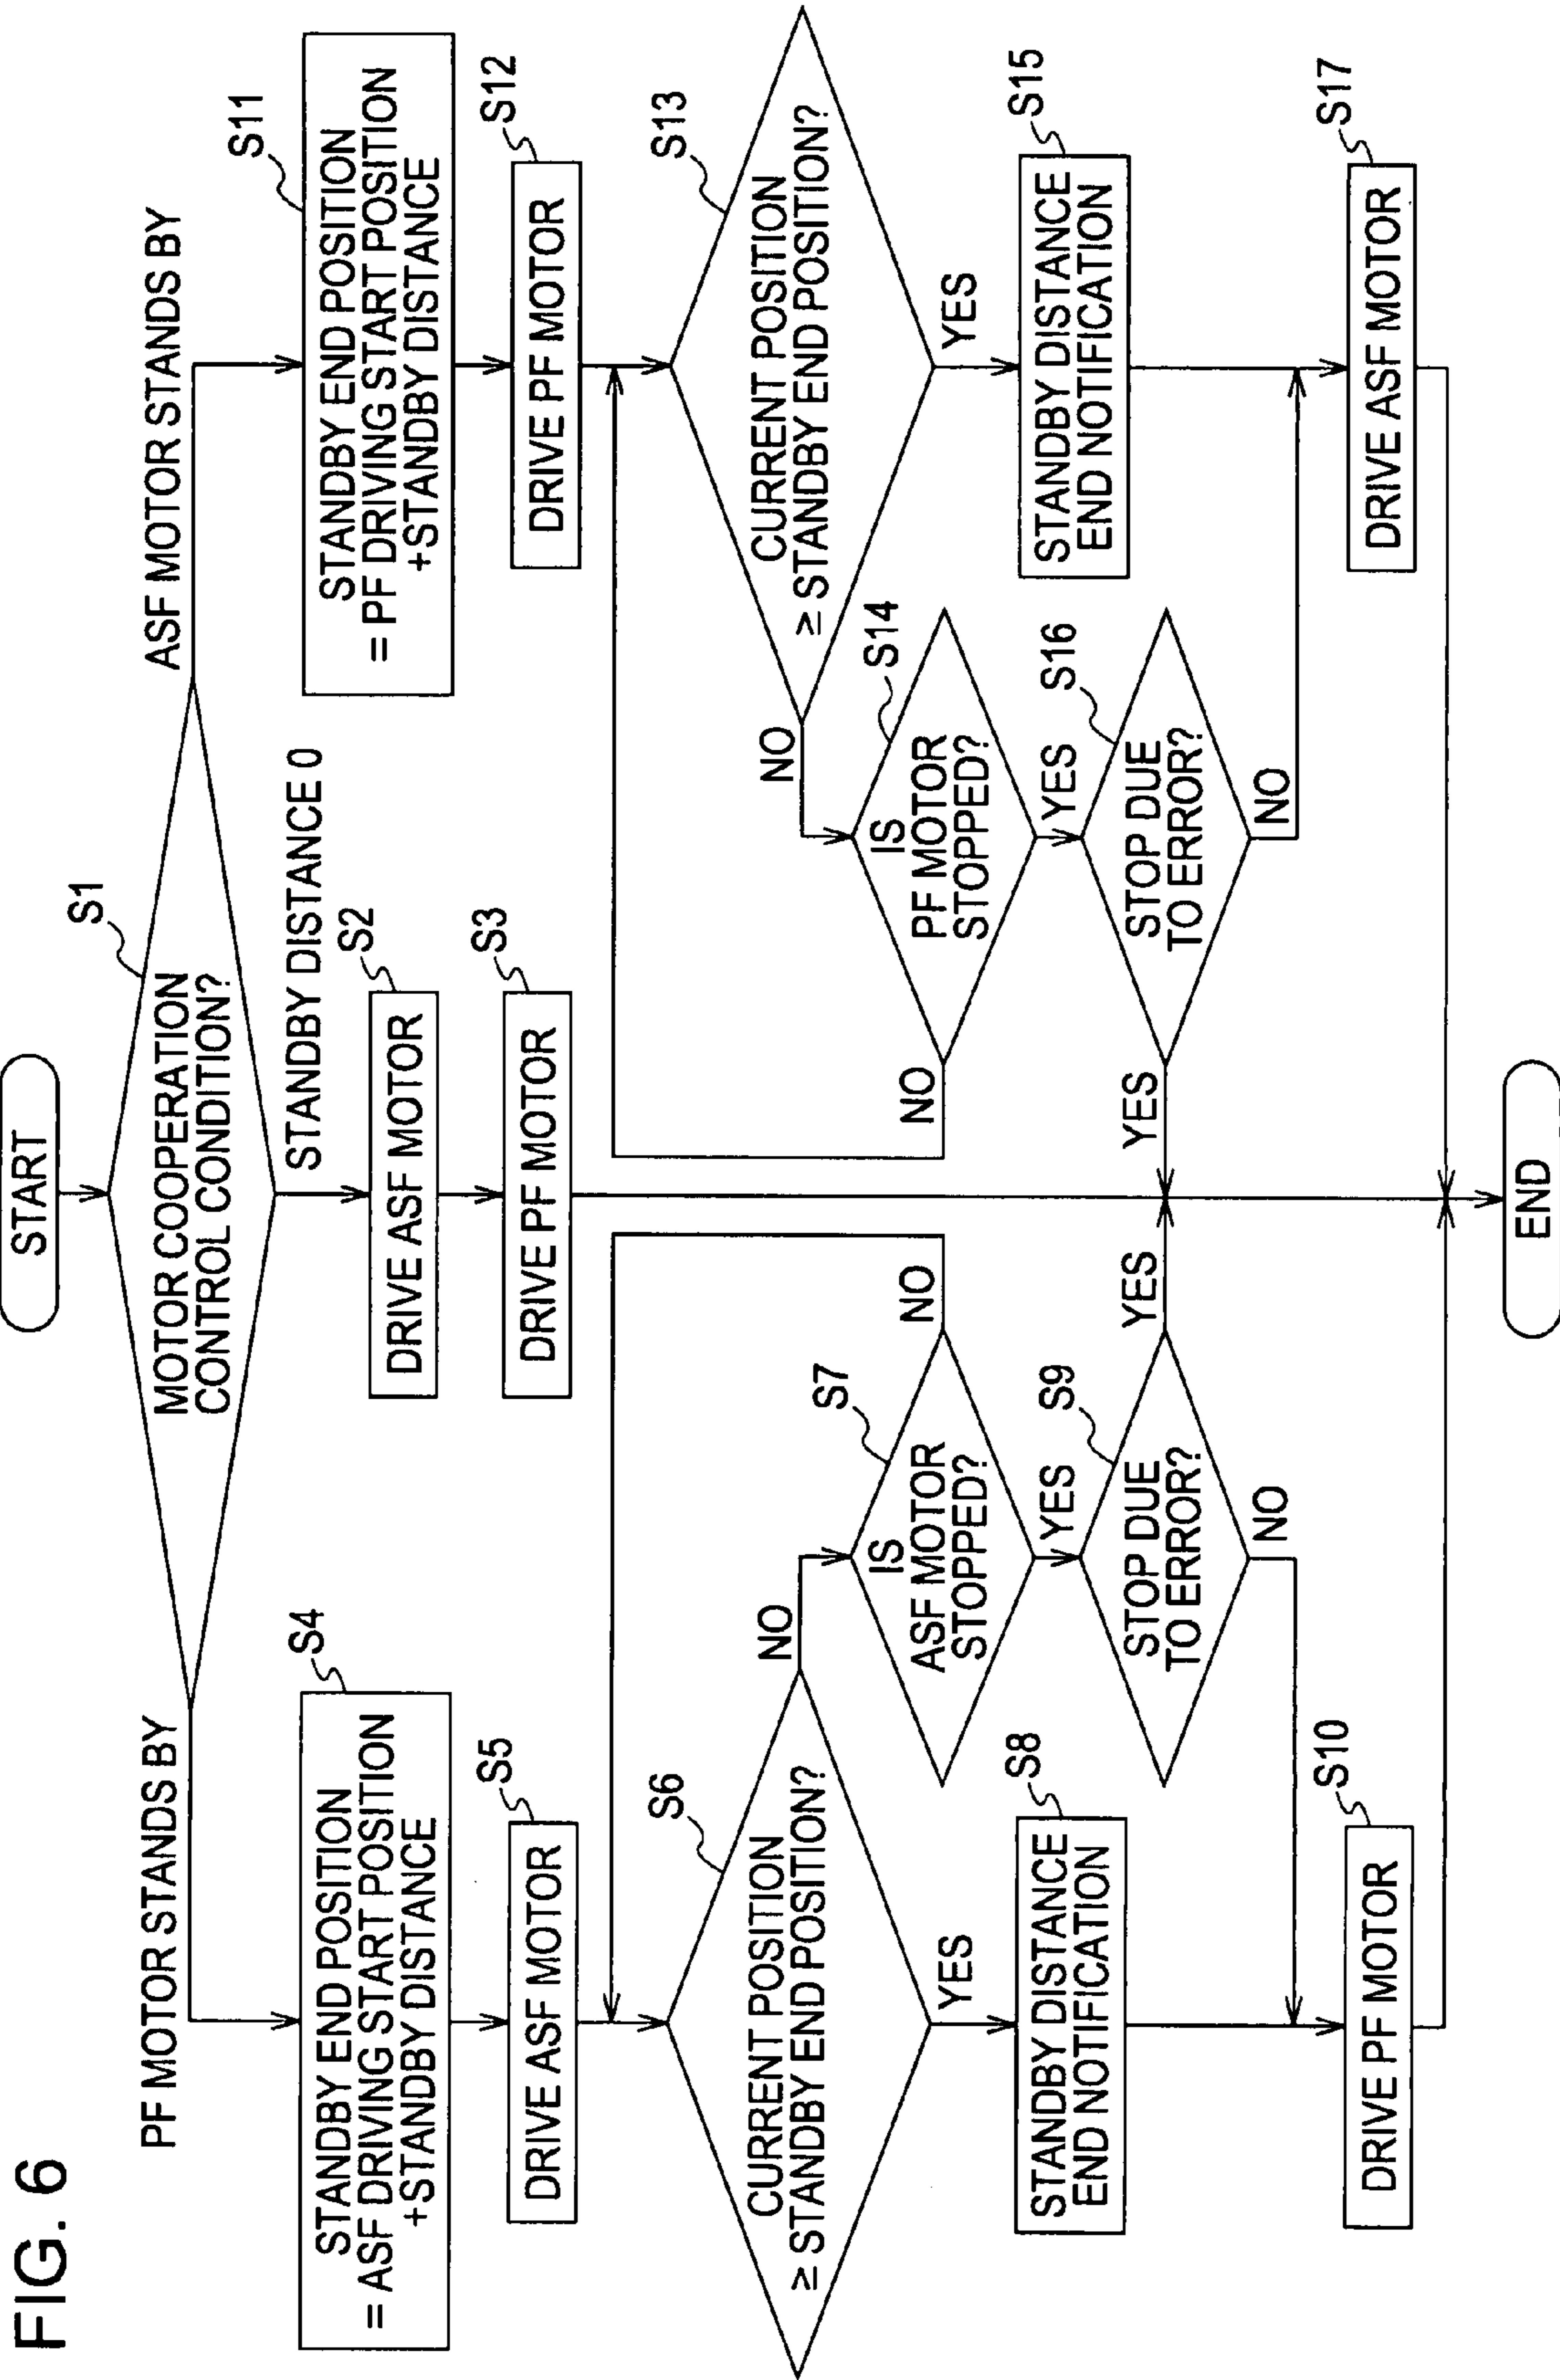 FIG. 6
START
MOTOR COOPERATION
CONTROL CONDITION?
S1
PF MOTOR STANDS BY
STANDBY DISTANCE 0
ASF MOTOR STANDS BY
STANDBY END POSITION
= ASF DRIVING START POSITION
+STANDBY DISTANCE
S4
DRIVE ASF MOTOR
S5
CURRENT POSITION
≥ STANDBY END POSITION?
S6
NO
YES
IS
ASF MOTOR
STOPPED?
S7
NO
YES
STANDBY DISTANCE
END NOTIFICATION
S8
STOP DUE
TO ERROR?
S9
YES
NO
DRIVE PF MOTOR
S10
DRIVE ASF MOTOR
S2
DRIVE PF MOTOR
S3
STANDBY END POSITION
= PF DRIVING START POSITION
+STANDBY DISTANCE
S11
DRIVE PF MOTOR
S12
CURRENT POSITION
≥ STANDBY END POSITION?
S13
NO
YES
IS
PF MOTOR
STOPPED?
S14
NO
YES
STANDBY DISTANCE
END NOTIFICATION
S15
STOP DUE
TO ERROR?
S16
YES
NO
DRIVE ASF MOTOR
S17
END